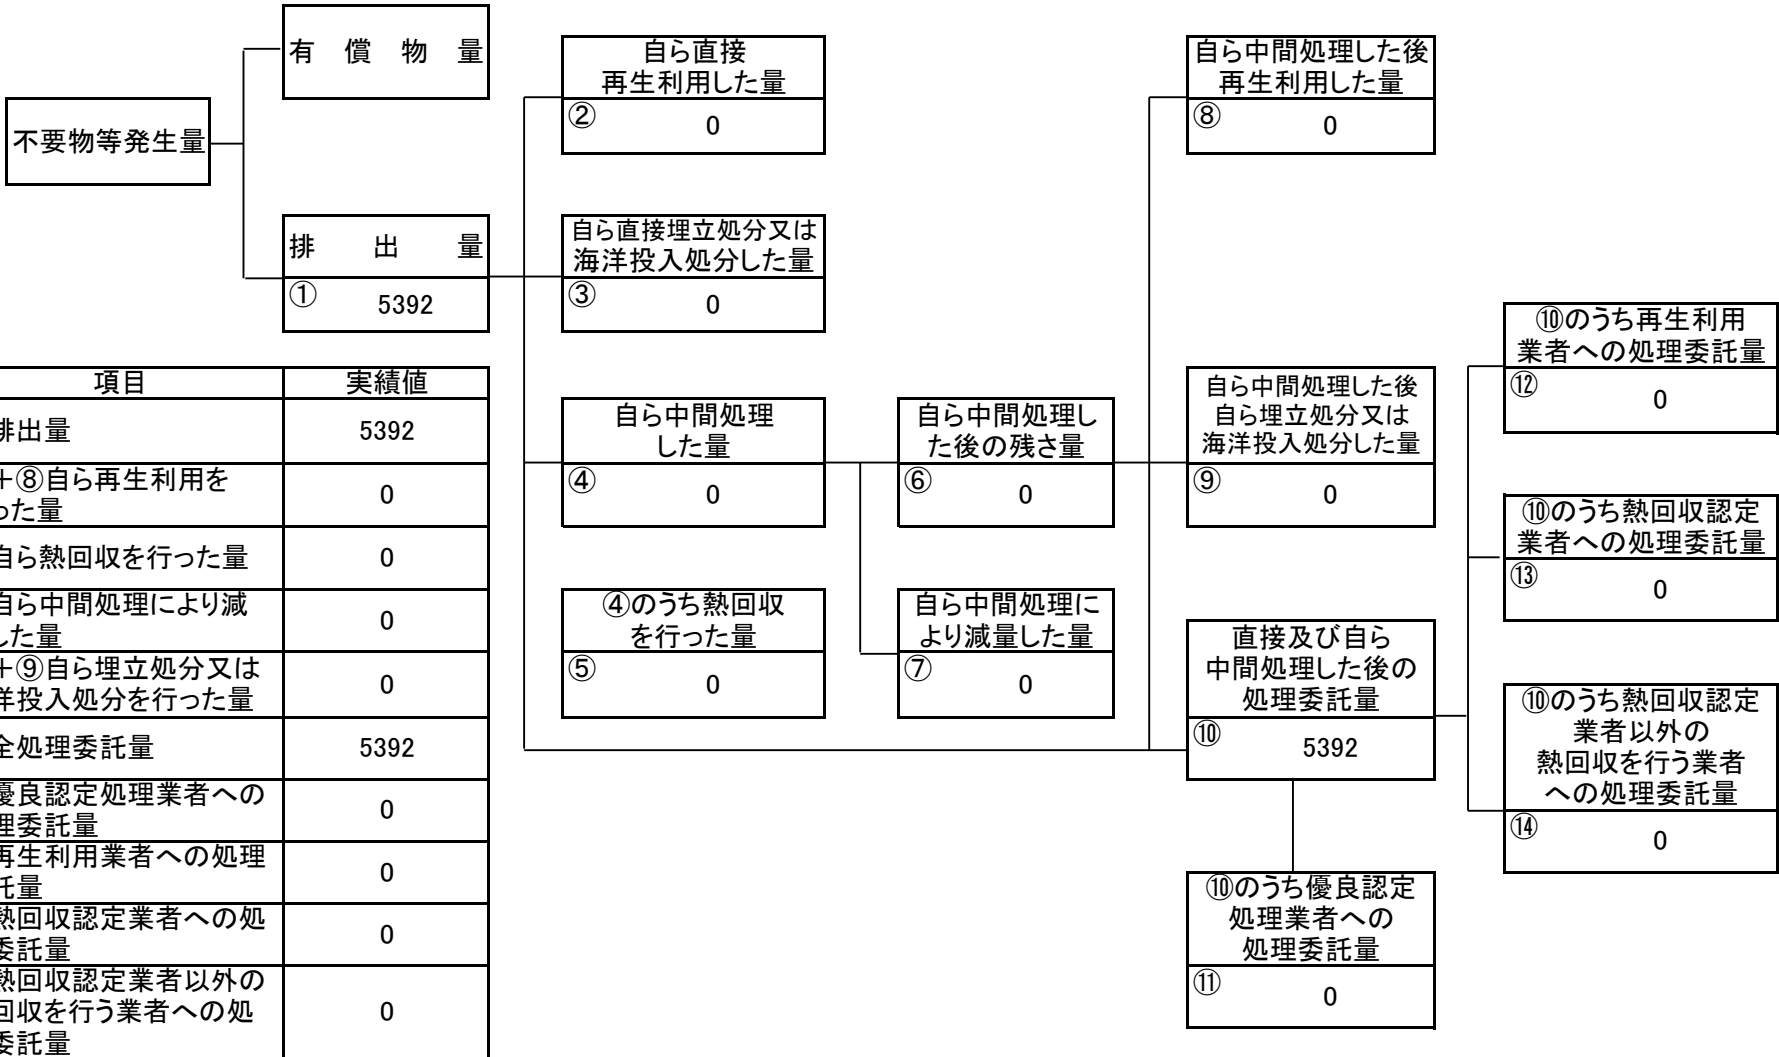 有 償 物 量
不要物等発生量
排 出 量
① 5392
自ら直接
再生利用した量
② 0
自ら直接埋立処分又は
海洋投入処分した量
③ 0
自ら中間処理
した量
④ 0
④のうち熱回収
を行った量
⑤ 0
自ら中間処理し
た後の残さ量
⑥ 0
自ら中間処理に
より減量した量
⑦ 0
自ら中間処理した後
再生利用した量
⑧ 0
自ら中間処理した後
自ら埋立処分又は
海洋投入処分した量
⑨ 0
直接及び自ら
中間処理した後の
処理委託量
⑩ 5392
⑩のうち優良認定
処理業者への
処理委託量
⑪ 0
⑩のうち再生利用
業者への処理委託量
⑫ 0
⑩のうち熱回収認定
業者への処理委託量
⑬ 0
⑩のうち熱回収認定
業者以外の
熱回収を行う業者
への処理委託量
⑭ 0
項目 実績値
排出量 5392
+⑧自ら再生利用を
った量 0
自ら熱回収を行った量 0
自ら中間処理により減
した量 0
+⑨自ら埋立処分又は
洋投入処分を行った量 0
全処理委託量 5392
優良認定処理業者への
理委託量 0
再生利用業者への処理
託量 0
熱回収認定業者への処
委託量 0
熱回収認定業者以外の
回収を行う業者への処
委託量 0